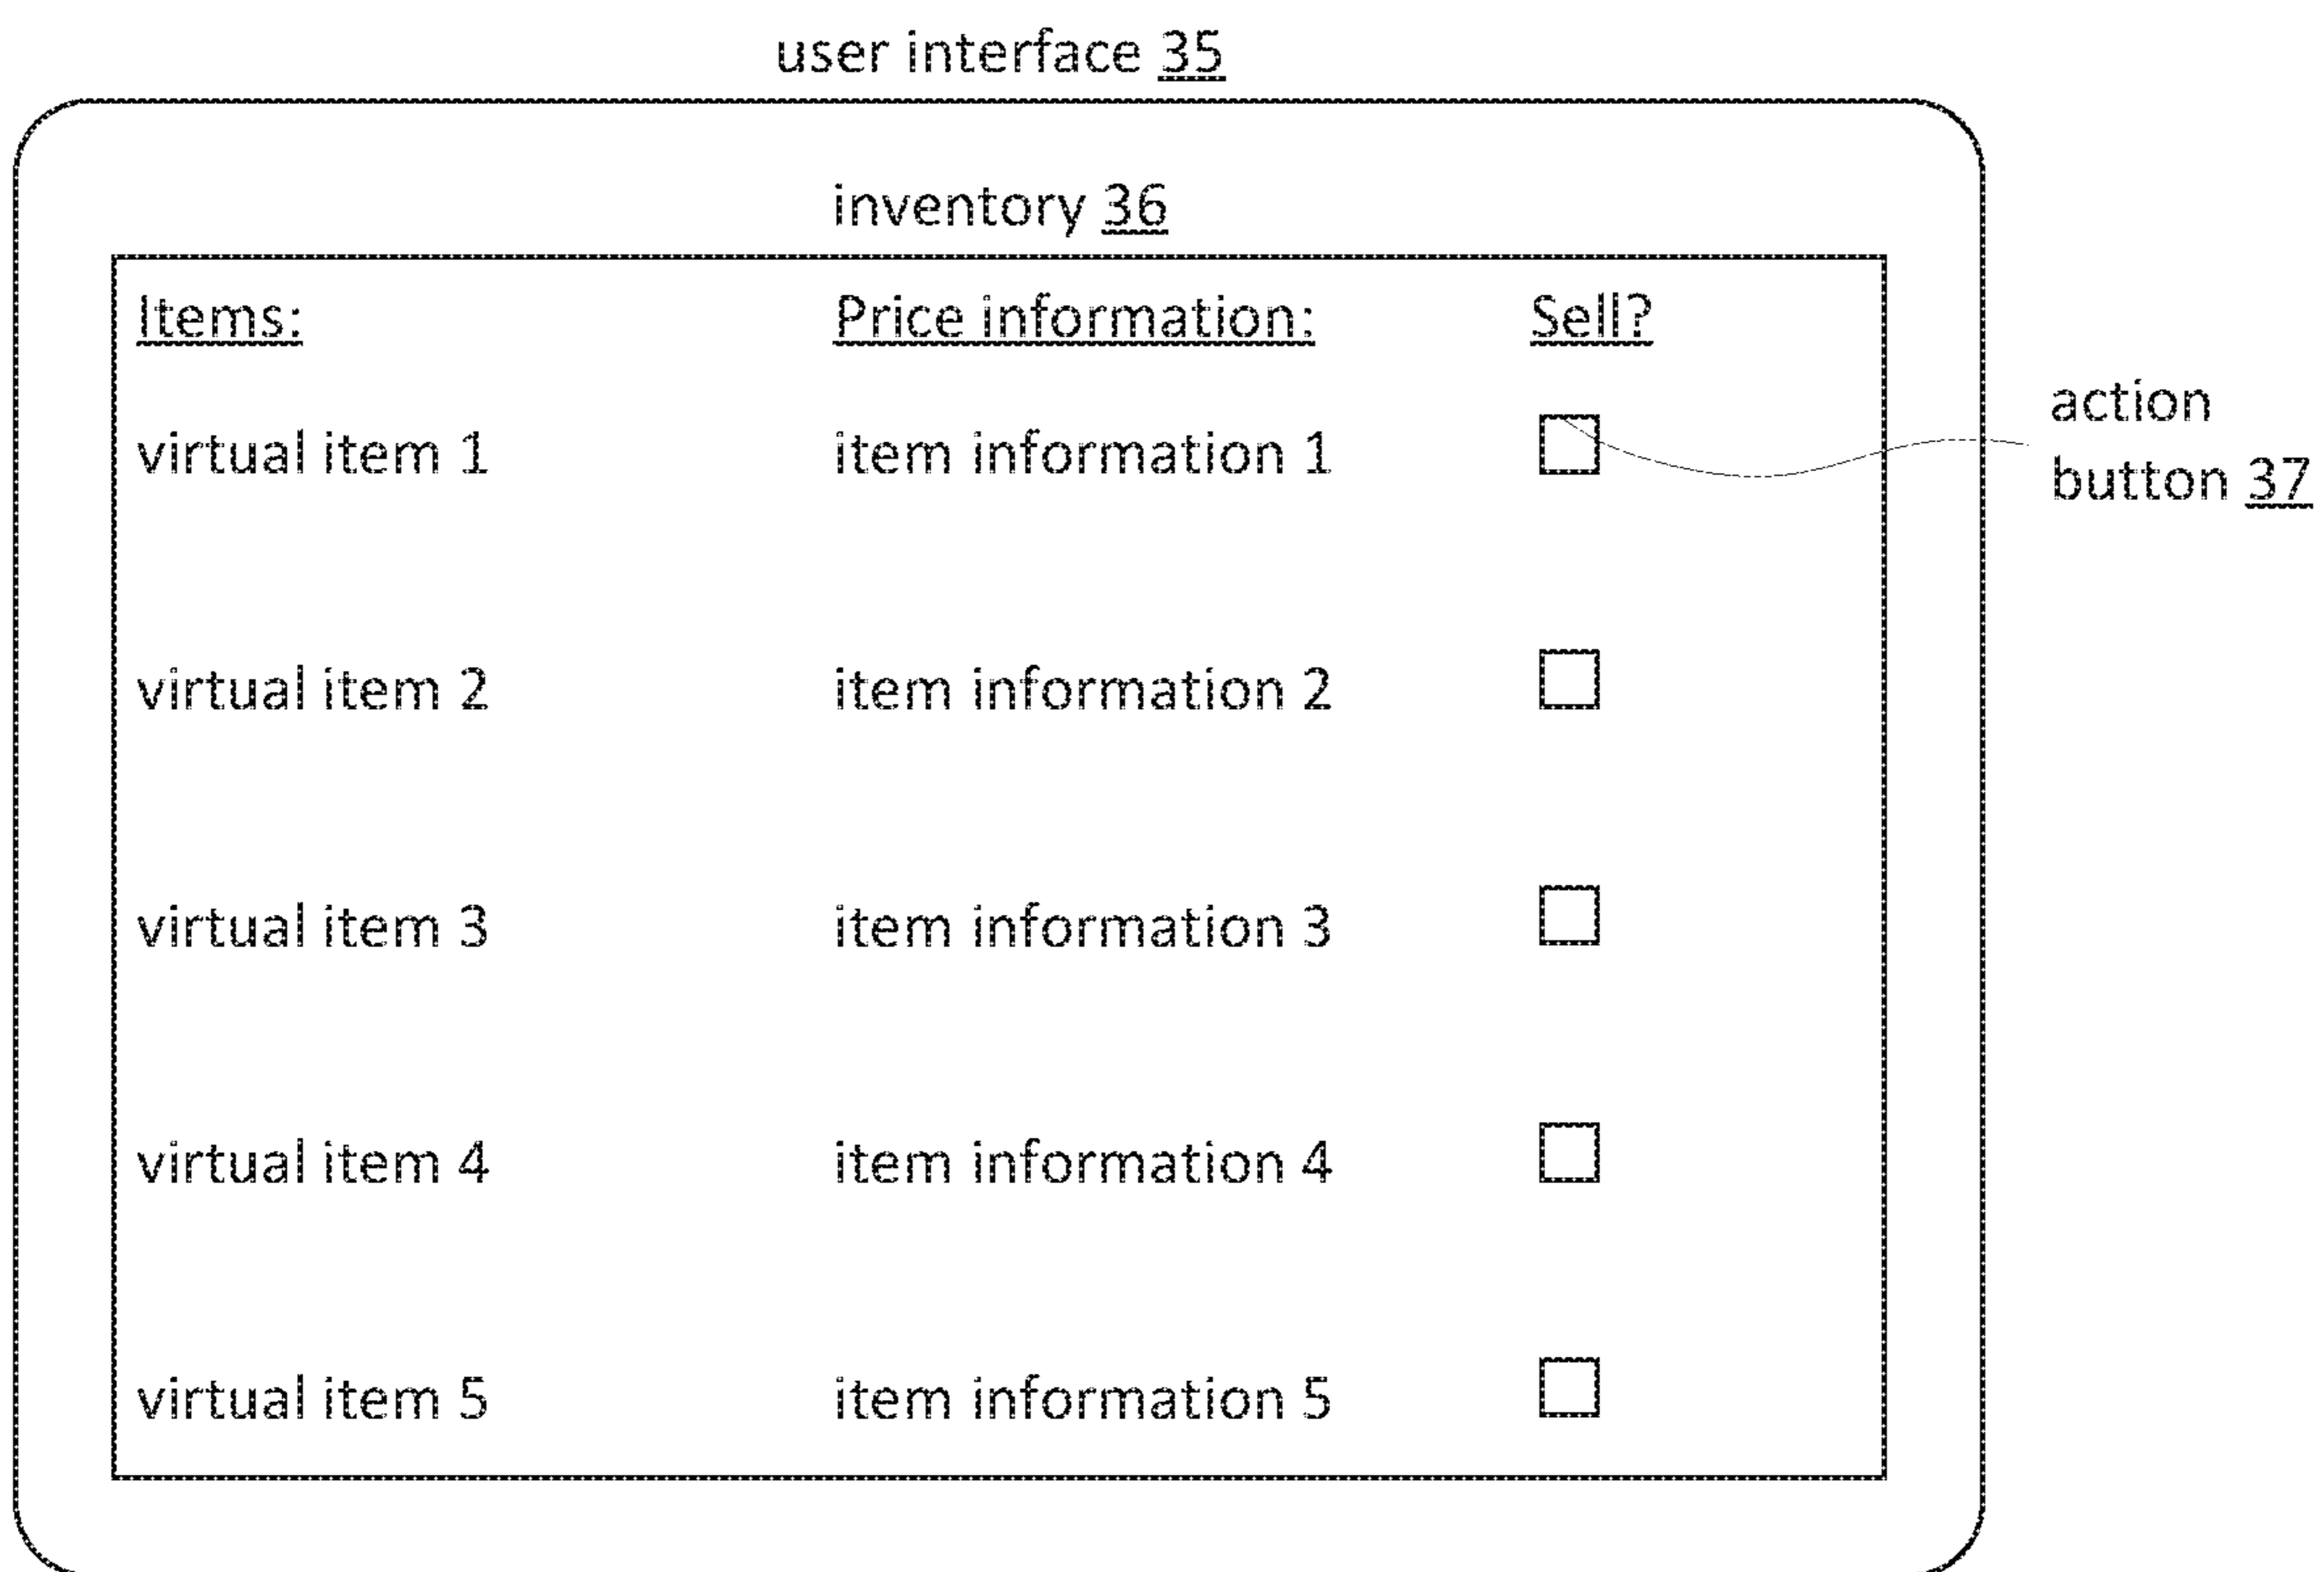 user interface 35
inventory 36
Items: Price information: Sell?
virtual item 1 item information 1
action
button 37
virtual item 2 item information 2
virtual item 3 item information 3
virtual item 4 item information 4
virtual item 5 item information 5